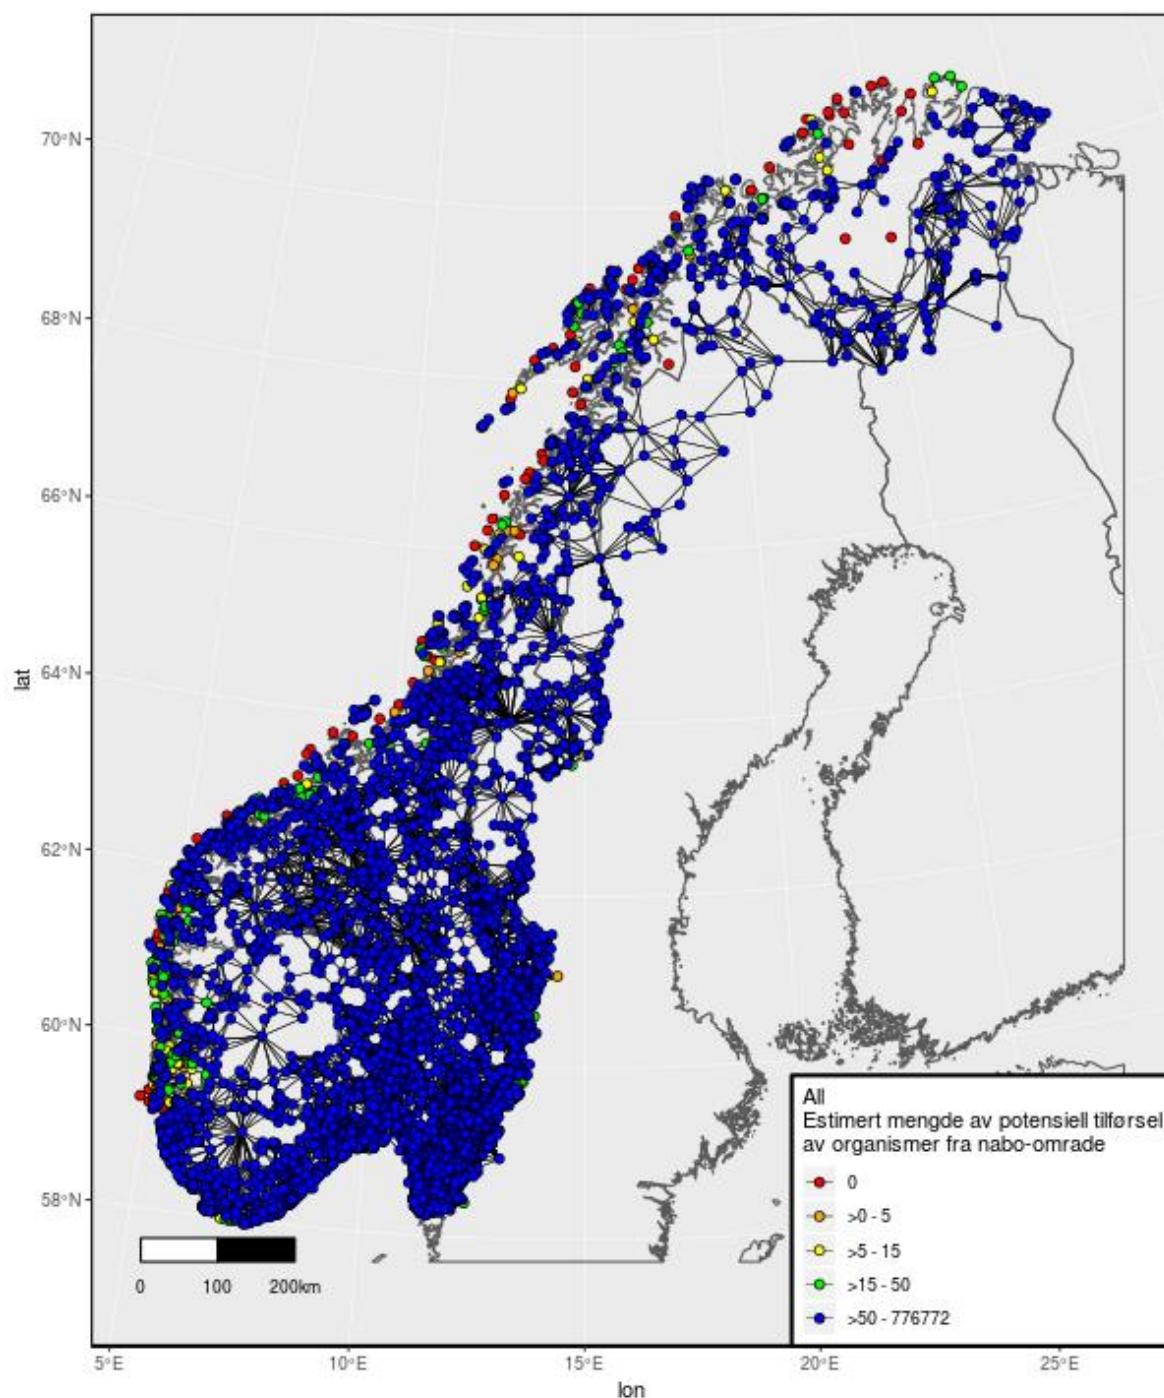 70°N
68°N
66°N
64°N
62°N
60°N
58°N
lat
0 100 200km
All
Estimert mengde av potensiell tilførsel
av organismer fra nabo-omrade
0
>0 - 5
>5 - 15
>15 - 50
>50 - 776772
5°E 10°E 15°E 20°E 25°E
lon